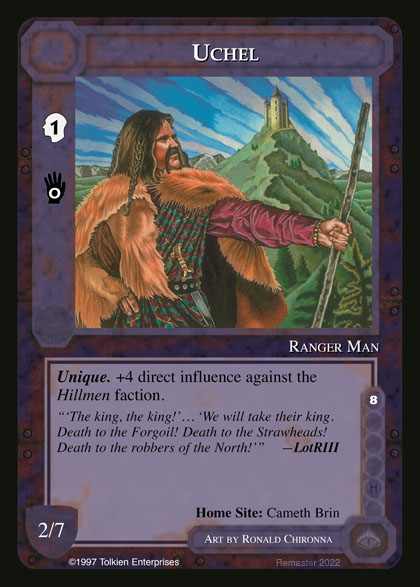 Uchel
1
0
Ranger Man
Unique. +4 direct influence against the
Hillmen faction.
“‘The king, the king!’… ‘We will take their king.
Death to the Forgoil! Death to the Strawheads!
Death to the robbers of the North!’” —LotRIII
8
H
Home Site: Cameth Brin
2/7
Art by Ronald Chironna
©1997 Tolkien Enterprises
Remaster 2022